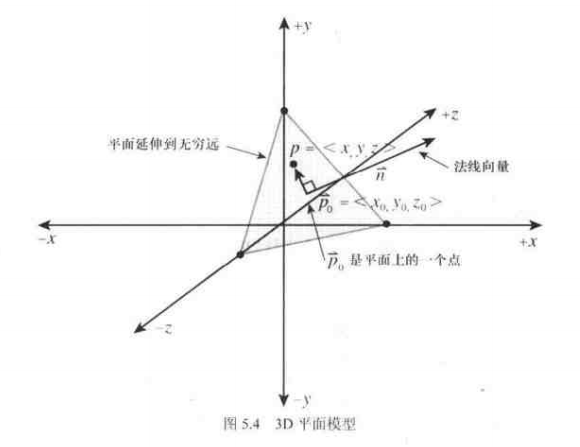 +y
+z
平面延伸到无穷远
p = < x, y, z >
n
法线向量
p₀ = < x₀, y₀, z₀ >
-x
+x
p₀ 是平面上的一个点
-z
-y
图 5.4 3D 平面模型